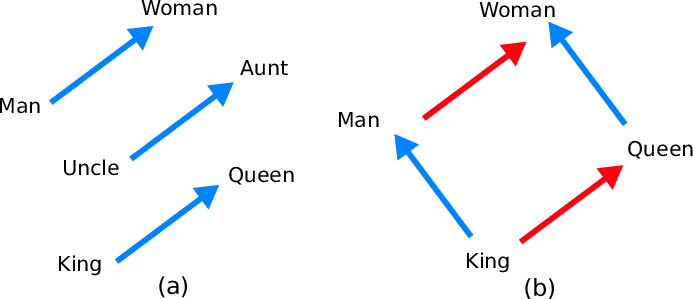 Woman
Man
Aunt
Uncle
Queen
King
(a)
Woman
Man
Queen
King
(b)